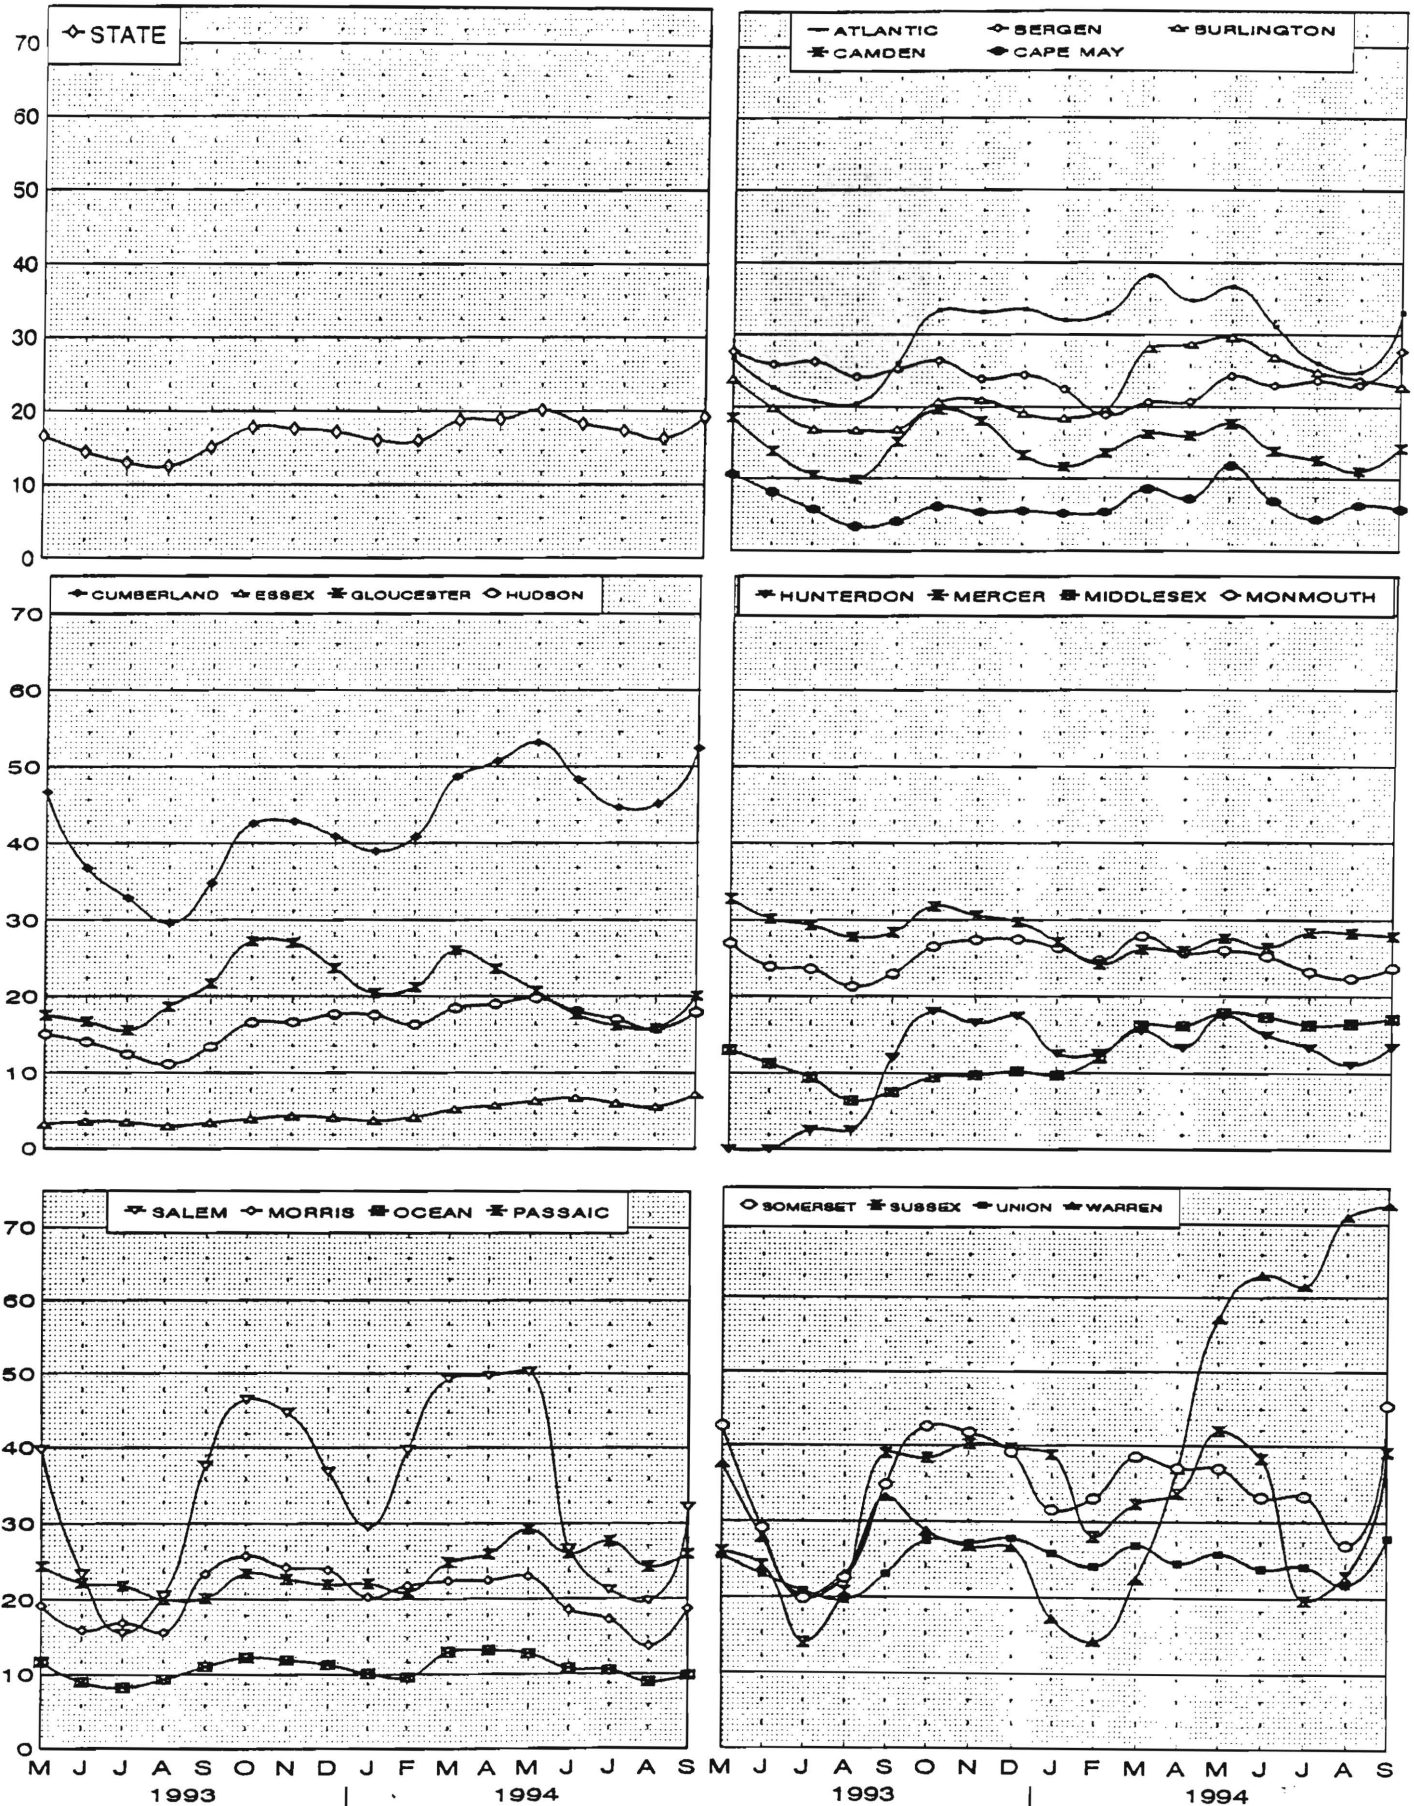 STATE
70
60
50
40
30
20
10
0
ATLANTIC BERGEN BURLINGTON
CAMDEN CAPE MAY
CUMBERLAND ESSEX GLOUCESTER HUDSON
70
60
50
40
30
20
10
0
HUNTERDON MERCER MIDDLESEX MONMOUTH
SALEM MORRIS OCEAN PASSAIC
70
60
50
40
30
20
10
0
M J J A S O N D J F M A M J J A S
1993 1994
SOMERSET SUSSEX UNION WARREN
M J J A S O N D J F M A M J J A S
1993 1994